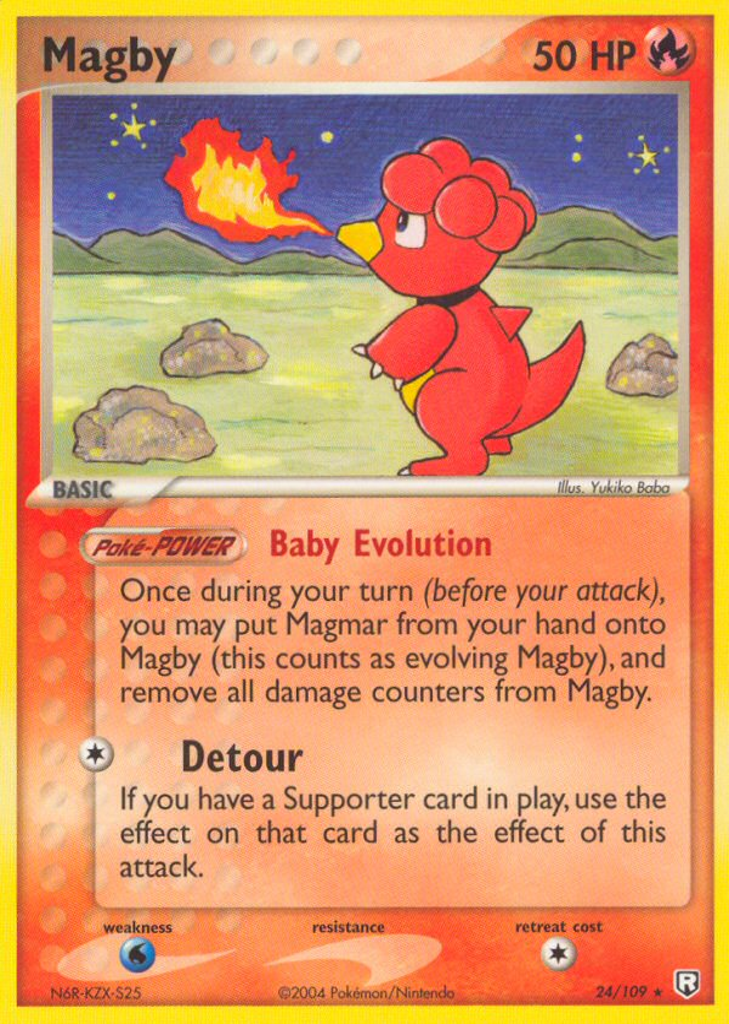 Magby 50 HP
BASIC
Illus. Yukiko Baba
Poké-POWER Baby Evolution
Once during your turn (before your attack),
you may put Magmar from your hand onto
Magby (this counts as evolving Magby), and
remove all damage counters from Magby.
Detour
If you have a Supporter card in play, use the
effect on that card as the effect of this
attack.
weakness resistance retreat cost
N6R-KZX-S25 ©2004 Pokémon/Nintendo 24/109 ★ R